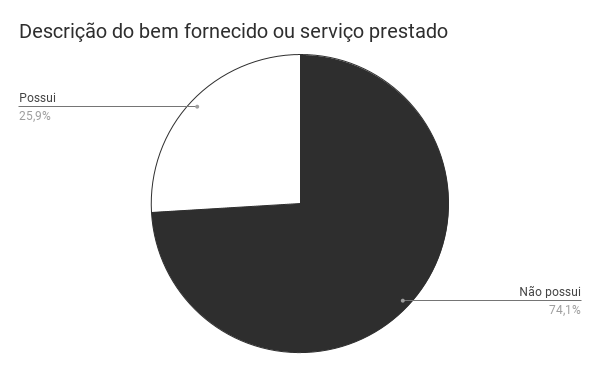 Descrição do bem fornecido ou serviço prestado
Possui
25,9%
Não possui
74,1%